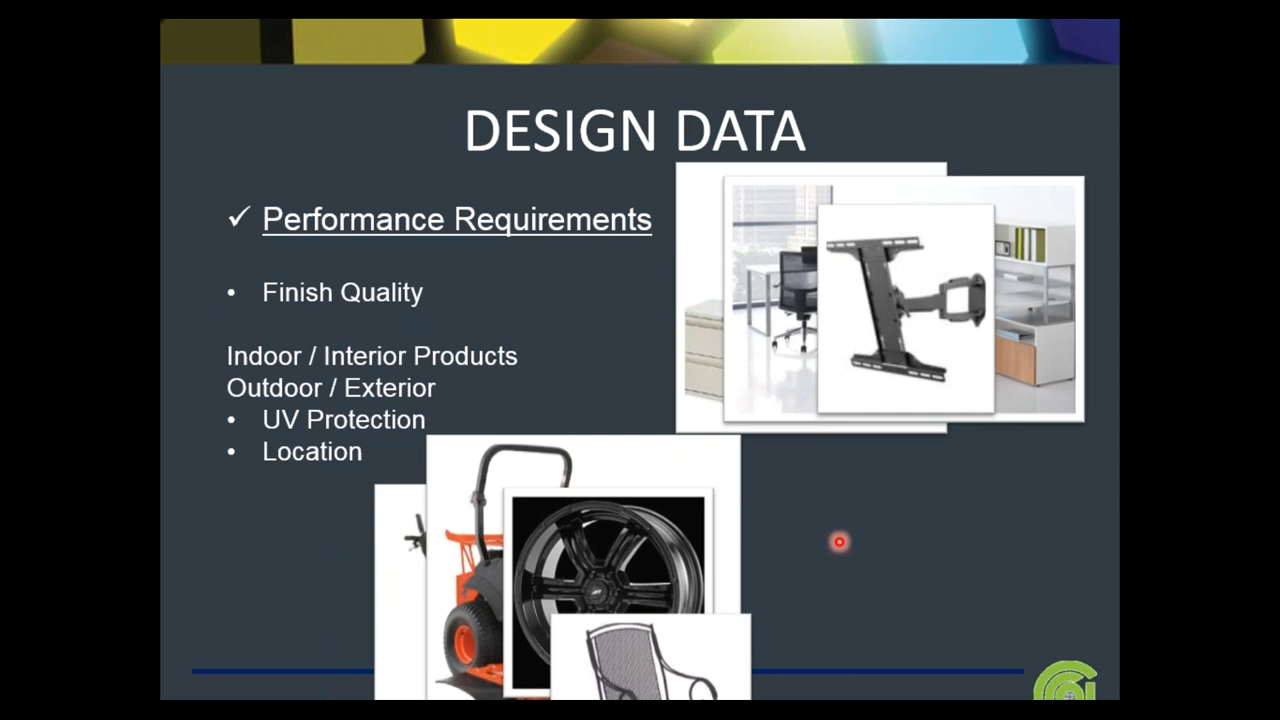 DESIGN DATA
✓ Performance Requirements
• Finish Quality
Indoor / Interior Products
Outdoor / Exterior
• UV Protection
• Location